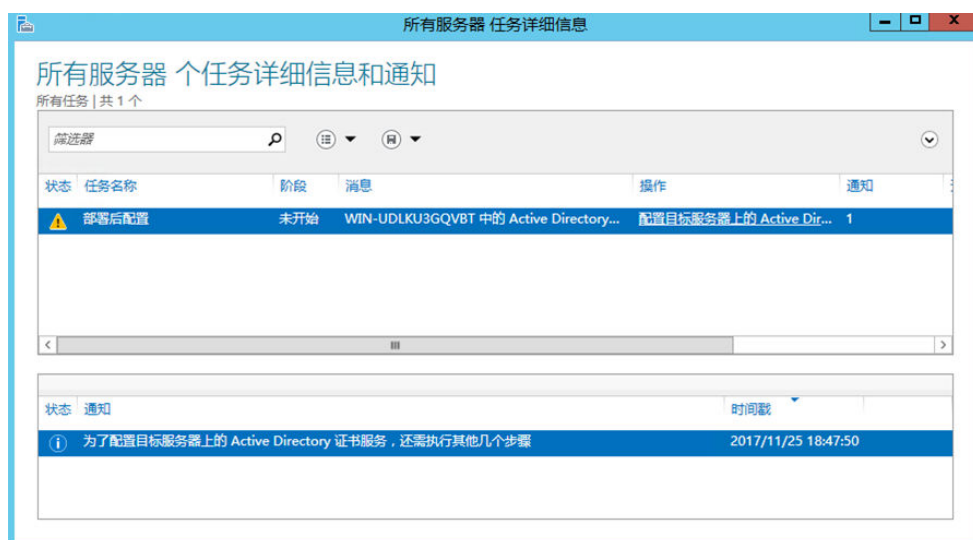 所有服务器 任务详细信息
所有服务器 个任务详细信息和通知
所有任务 | 共 1 个
筛选器
状态 任务名称 阶段 消息 操作 通知
部署后配置 未开始 WIN-UDLKU3GQVBT 中的 Active Directory... 配置目标服务器上的 Active Dir... 1
状态 通知 时间戳
为了配置目标服务器上的 Active Directory 证书服务，还需执行其他几个步骤 2017/11/25 18:47:50